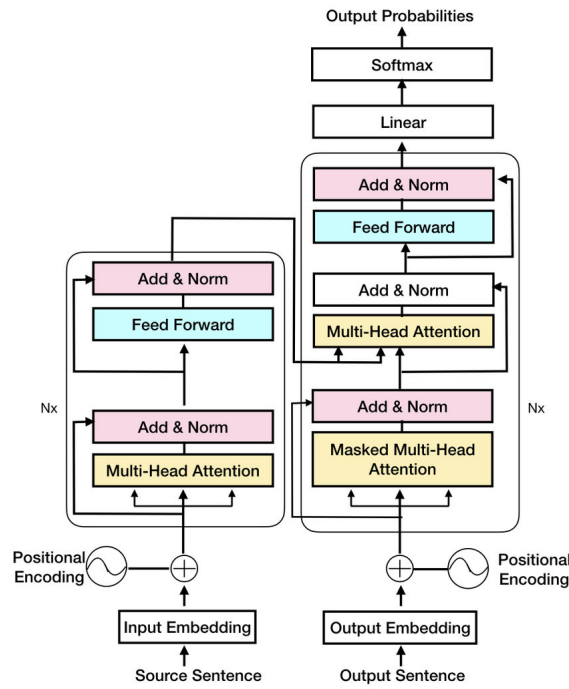 Output Probabilities
Softmax
Linear
Add & Norm
Feed Forward
Add & Norm
Multi-Head Attention
Add & Norm
Masked Multi-Head
Attention
Nx
Add & Norm
Feed Forward
Nx
Add & Norm
Multi-Head Attention
Positional
Encoding
Positional
Encoding
Input Embedding
Output Embedding
Source Sentence
Output Sentence